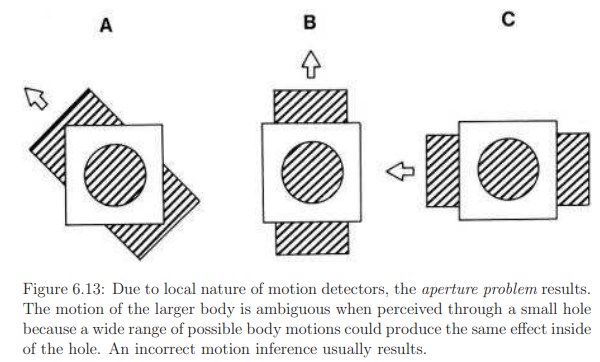 A B C
Figure 6.13: Due to local nature of motion detectors, the aperture problem results.
The motion of the larger body is ambiguous when perceived through a small hole
because a wide range of possible body motions could produce the same effect inside
of the hole. An incorrect motion inference usually results.